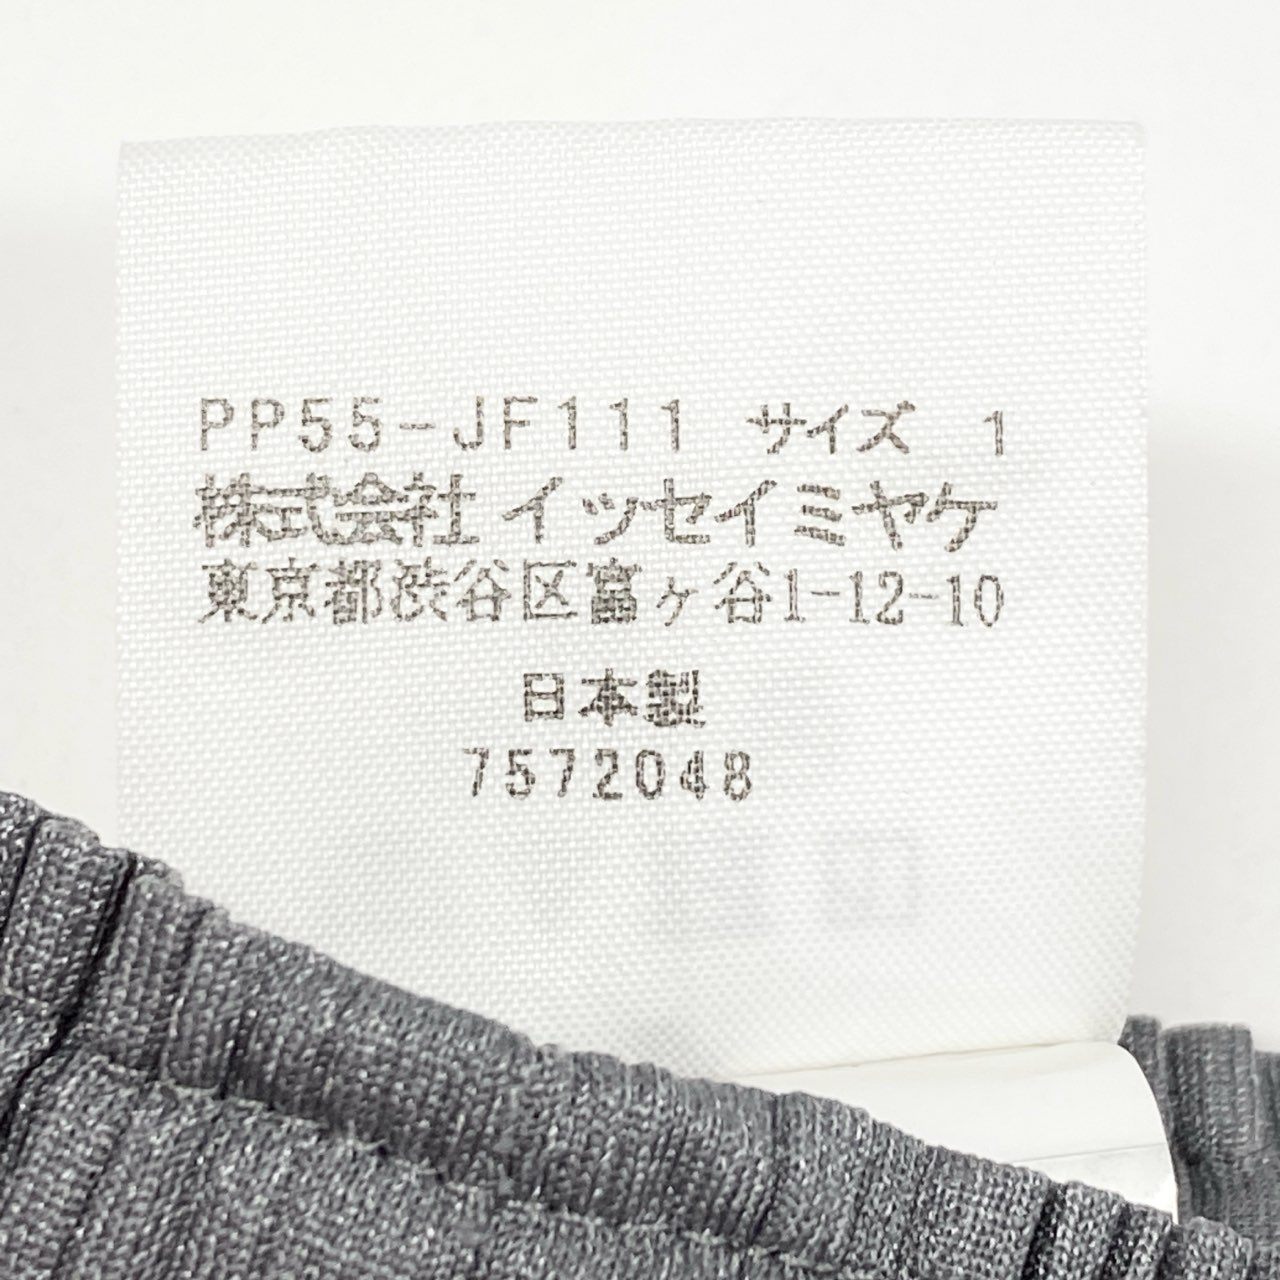 PP55-JF111 サイズ 1
株式会社イッセイミヤケ
東京都渋谷区富ヶ谷1-12-10
日本製
7572048